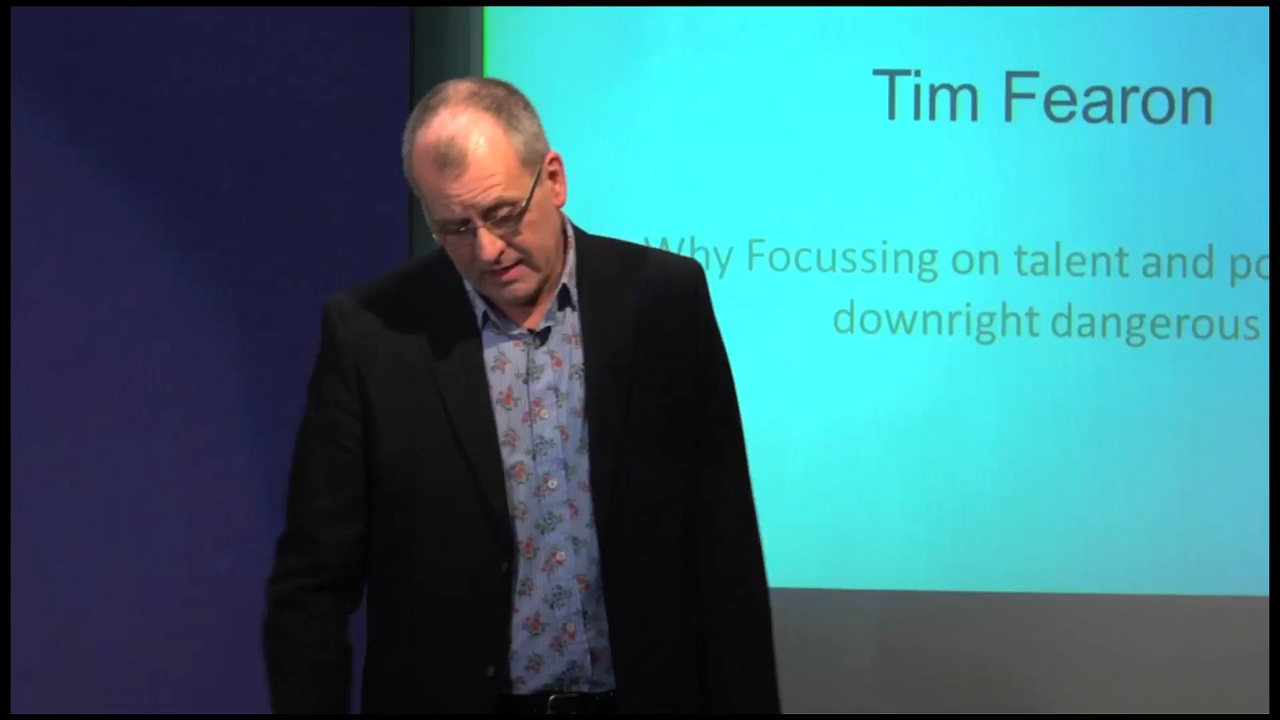 Tim Fearon
Why Focussing on talent and
downright dangerous